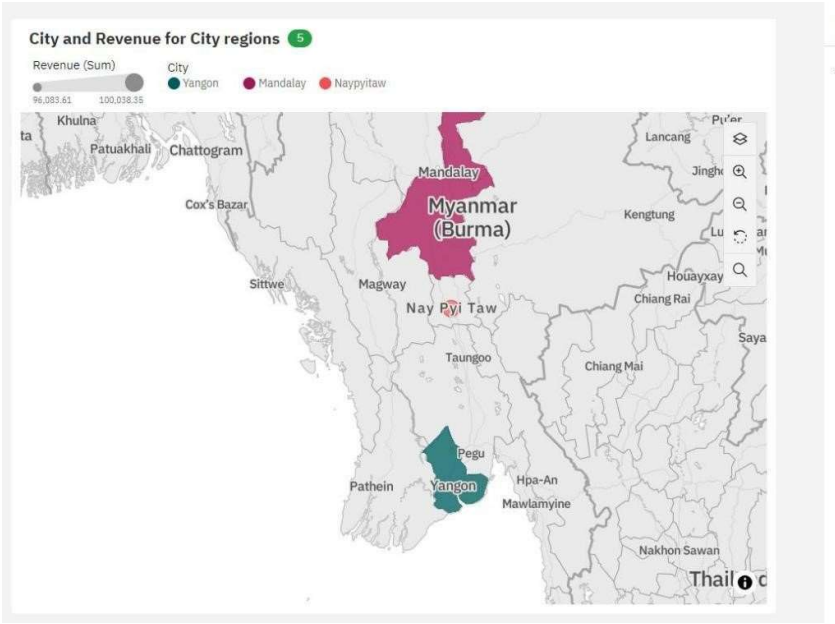 City and Revenue for City regions 5
Revenue (Sum)
96,083.61 100,038.35
City
Yangon Mandalay Naypyitaw
Khulna
Patuakhali Chattogram
Pu'er
Lancang
Mandalay
Cox's Bazar
Myanmar
(Burma)
Kengtung
Sittwe
Magway
Houayxay
Chiang Rai
Nay Pyi Taw
Taungoo
Chiang Mai
Saya
Pegu
Pathein
Yangon
Hpa-An
Mawlamyine
Nakhon Sawan